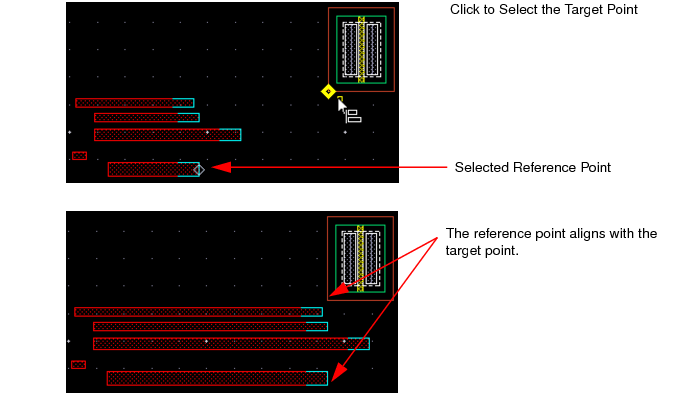 Click to Select the Target Point
Selected Reference Point
The reference point aligns with the
target point.